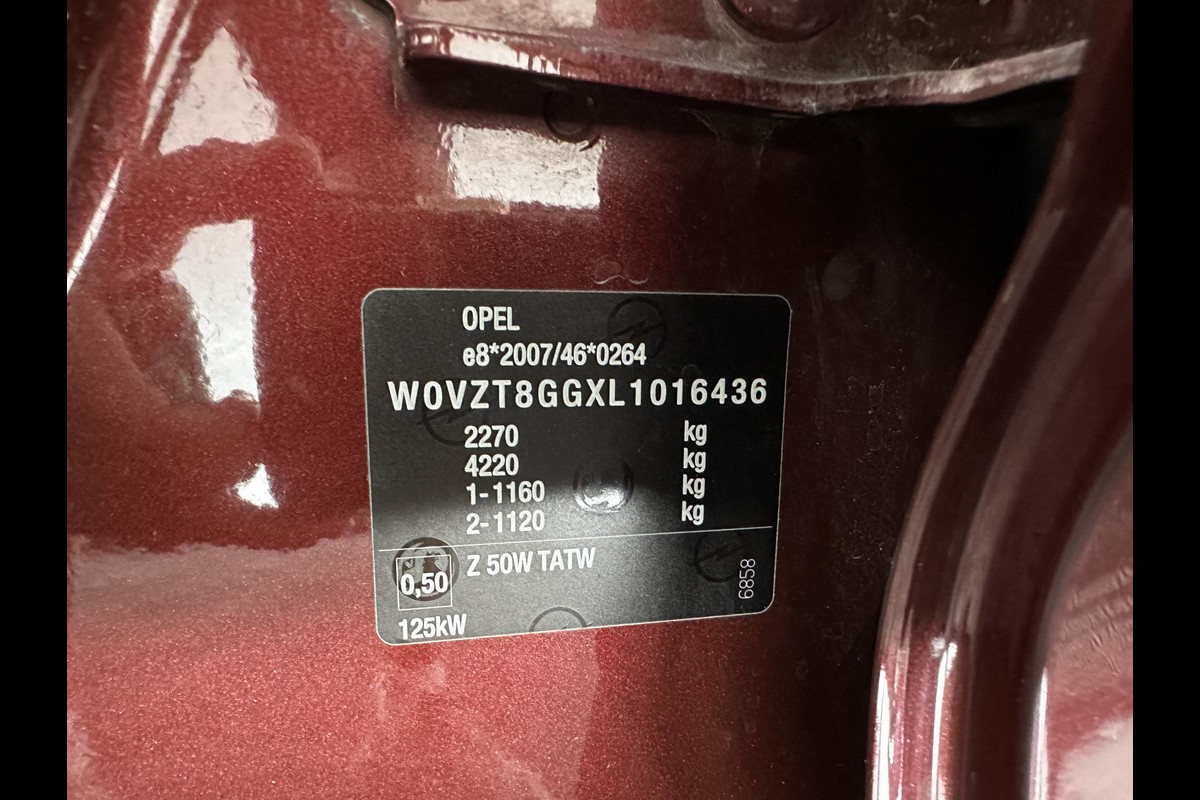 OPEL
e8*2007/46*0264
W0VZT8GGXL1016436
2270 kg
4220 kg
1-1160 kg
2-1120 kg
0,50
Z 50W TATW
6858
125kW